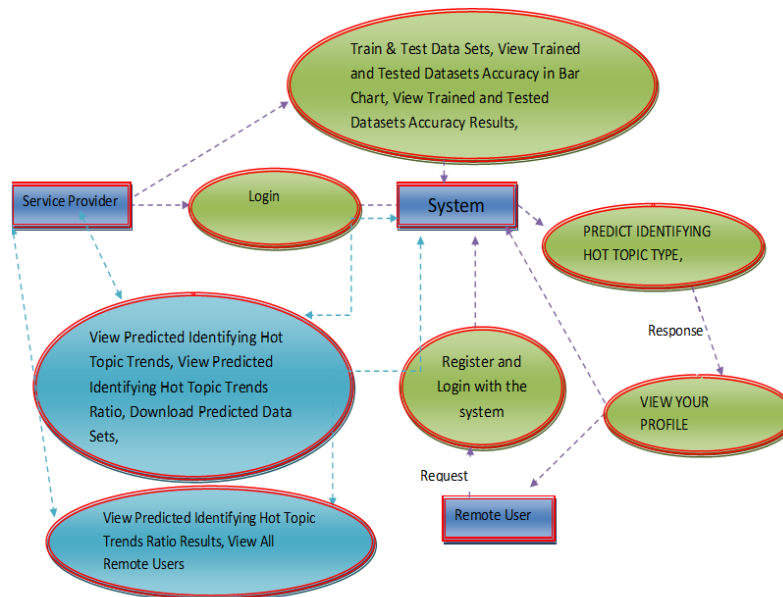 Train & Test Data Sets, View Trained
and Tested Datasets Accuracy in Bar
Chart, View Trained and Tested
Datasets Accuracy Results,
Service Provider
Login
System
PREDICT IDENTIFYING
HOT TOPIC TYPE,
Response
View Predicted Identifying Hot
Topic Trends, View Predicted
Identifying Hot Topic Trends
Ratio, Download Predicted Data
Sets,
Register and
Login with the
system
VIEW YOUR
PROFILE
Request
Remote User
View Predicted Identifying Hot Topic
Trends Ratio Results, View All
Remote Users